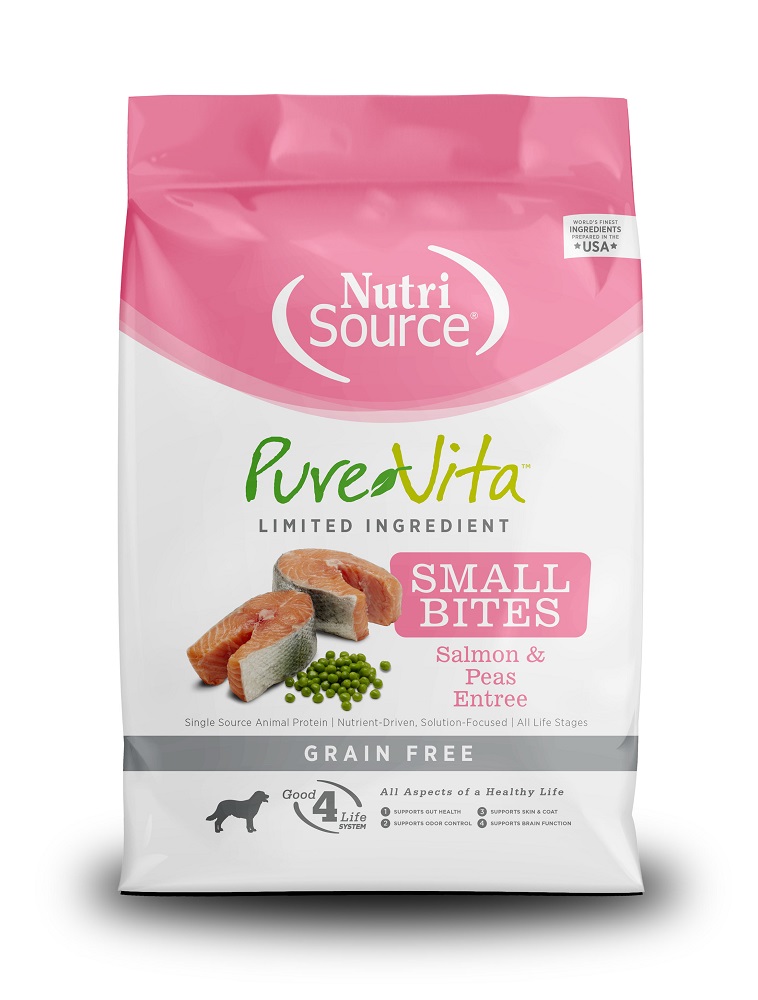 WORLD'S FINEST
INGREDIENTS
PREPARED IN THE
★USA★
Nutri
Source®
PureVita™
LIMITED INGREDIENT
SMALL
BITES
Salmon &
Peas
Entree
Single Source Animal Protein | Nutrient-Driven, Solution-Focused | All Life Stages
GRAIN FREE
Good
4
Life
SYSTEM
All Aspects of a Healthy Life
1 SUPPORTS GUT HEALTH
2 SUPPORTS ODOR CONTROL
3 SUPPORTS SKIN & COAT
4 SUPPORTS BRAIN FUNCTION